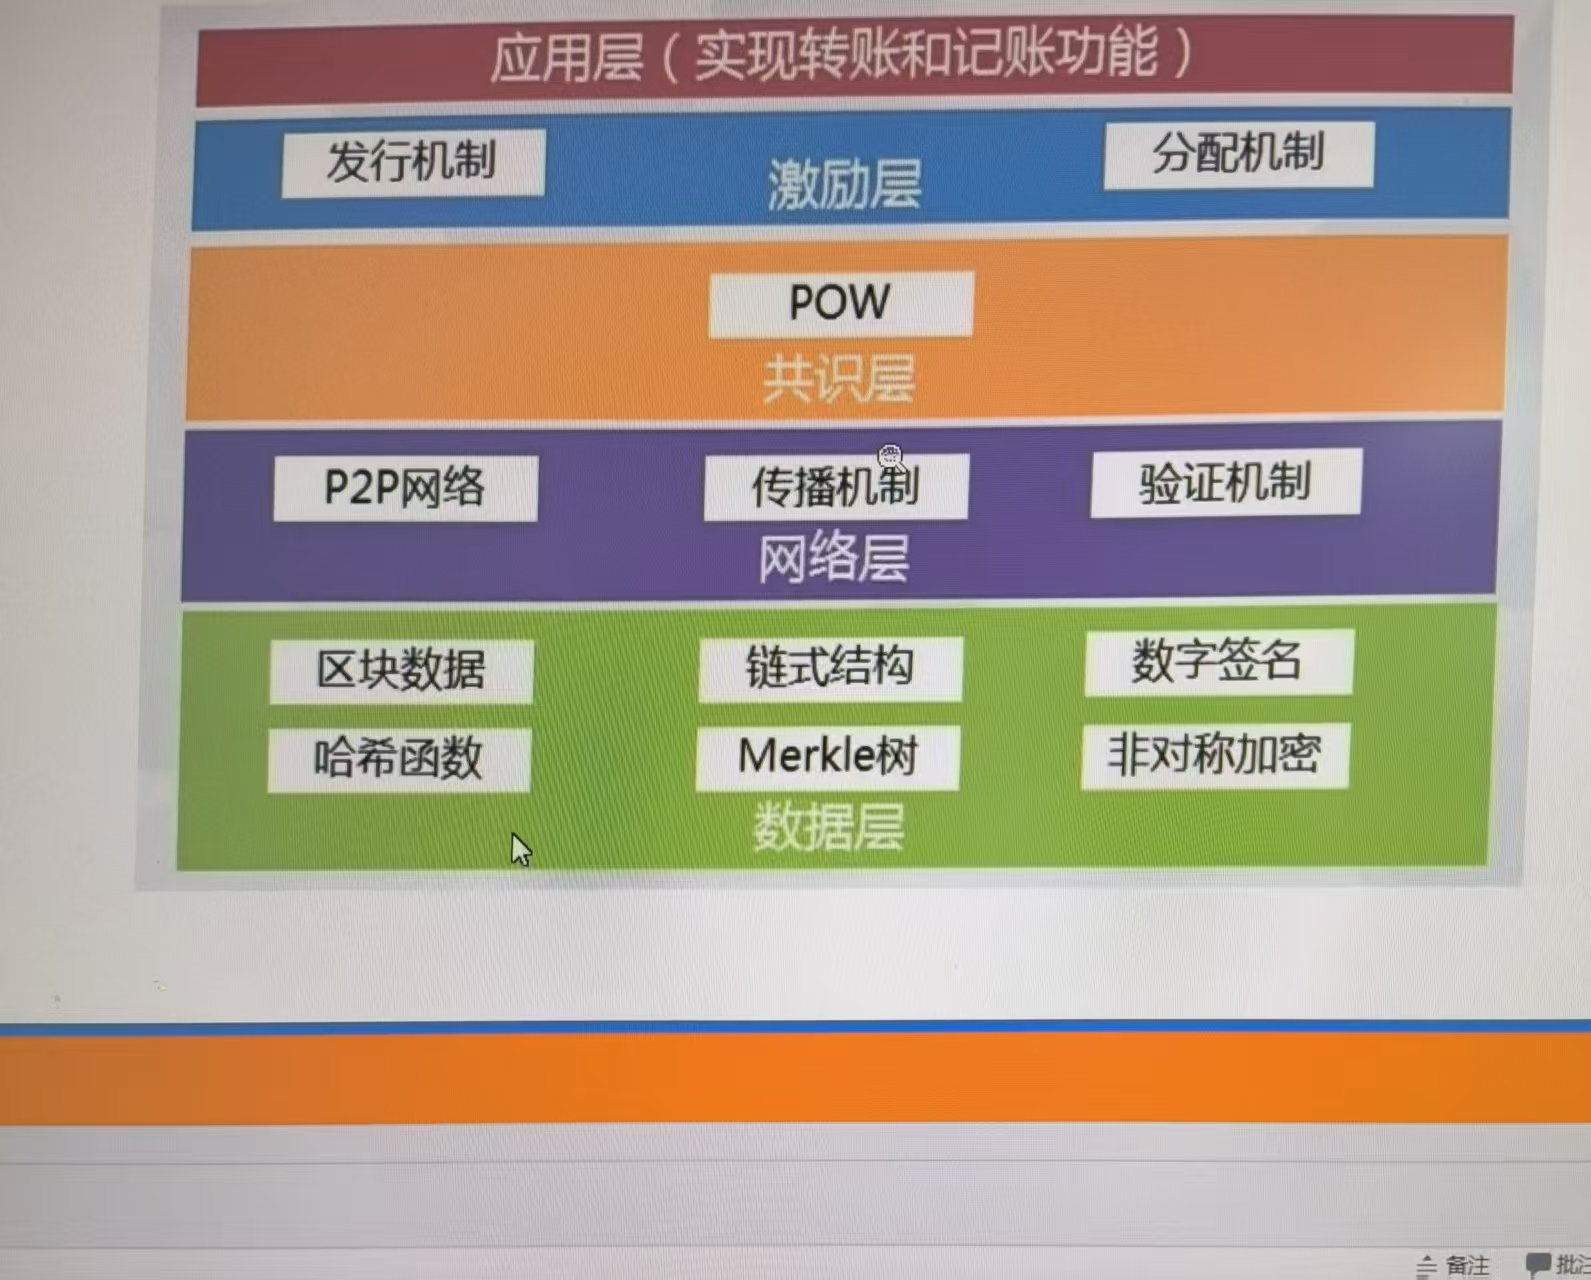 应用层（实现转账和记账功能）
发行机制
激励层
分配机制
POW
共识层
P2P网络
传播机制
验证机制
网络层
区块数据
链式结构
数字签名
哈希函数
Merkle树
非对称加密
数据层
备注
批注